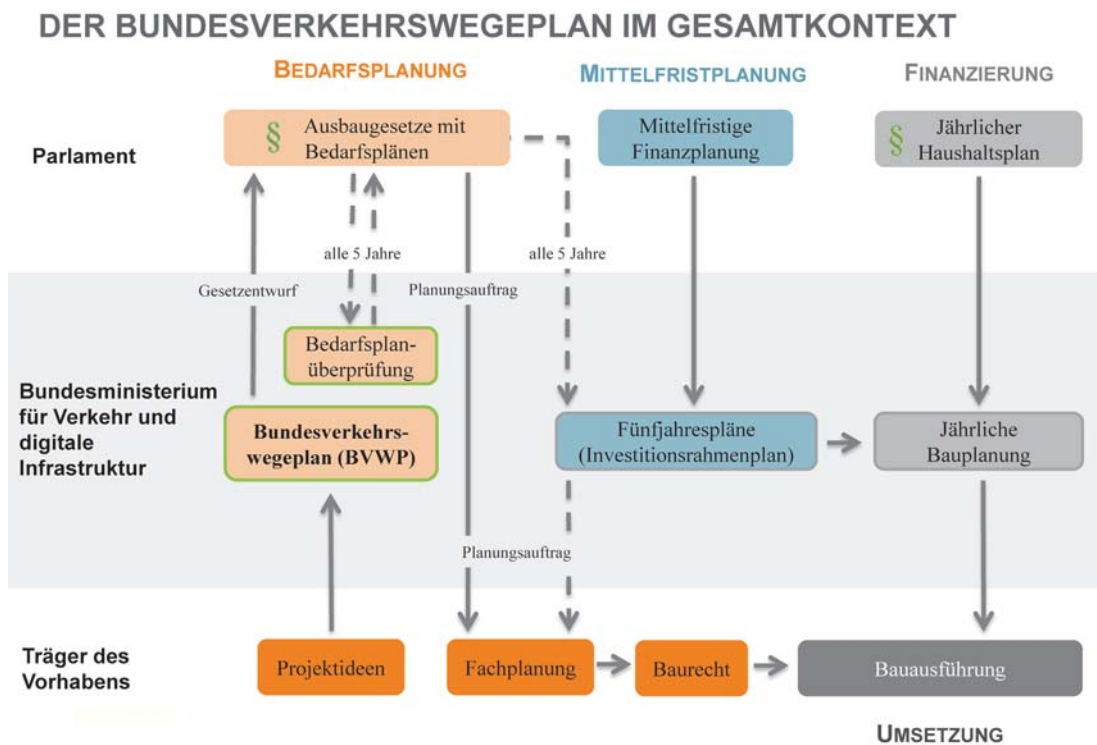 DER BUNDESVERKEHRSWEGEPLAN IM GESAMTKONTEXT
BEDARFSPLANUNG
MITTELFRISTPLANUNG
FINANZIERUNG
Parlament
§ Ausbaugesetze mit
Bedarfsplänen
Mittelfristige
Finanzplanung
§ Jährlicher
Haushaltsplan
alle 5 Jahre
alle 5 Jahre
Gesetzentwurf
Planungsauftrag
Bundesministerium
für Verkehr und
digitale
Infrastruktur
Bedarfsplan-
überprüfung
Bundesverkehrs-
wegeplan (BVWP)
Fünfjahrespläne
(Investitionsrahmenplan)
Jährliche
Bauplanung
Planungsauftrag
Träger des
Vorhabens
Projektideen
Fachplanung
Baurecht
Bauausführung
UMSETZUNG